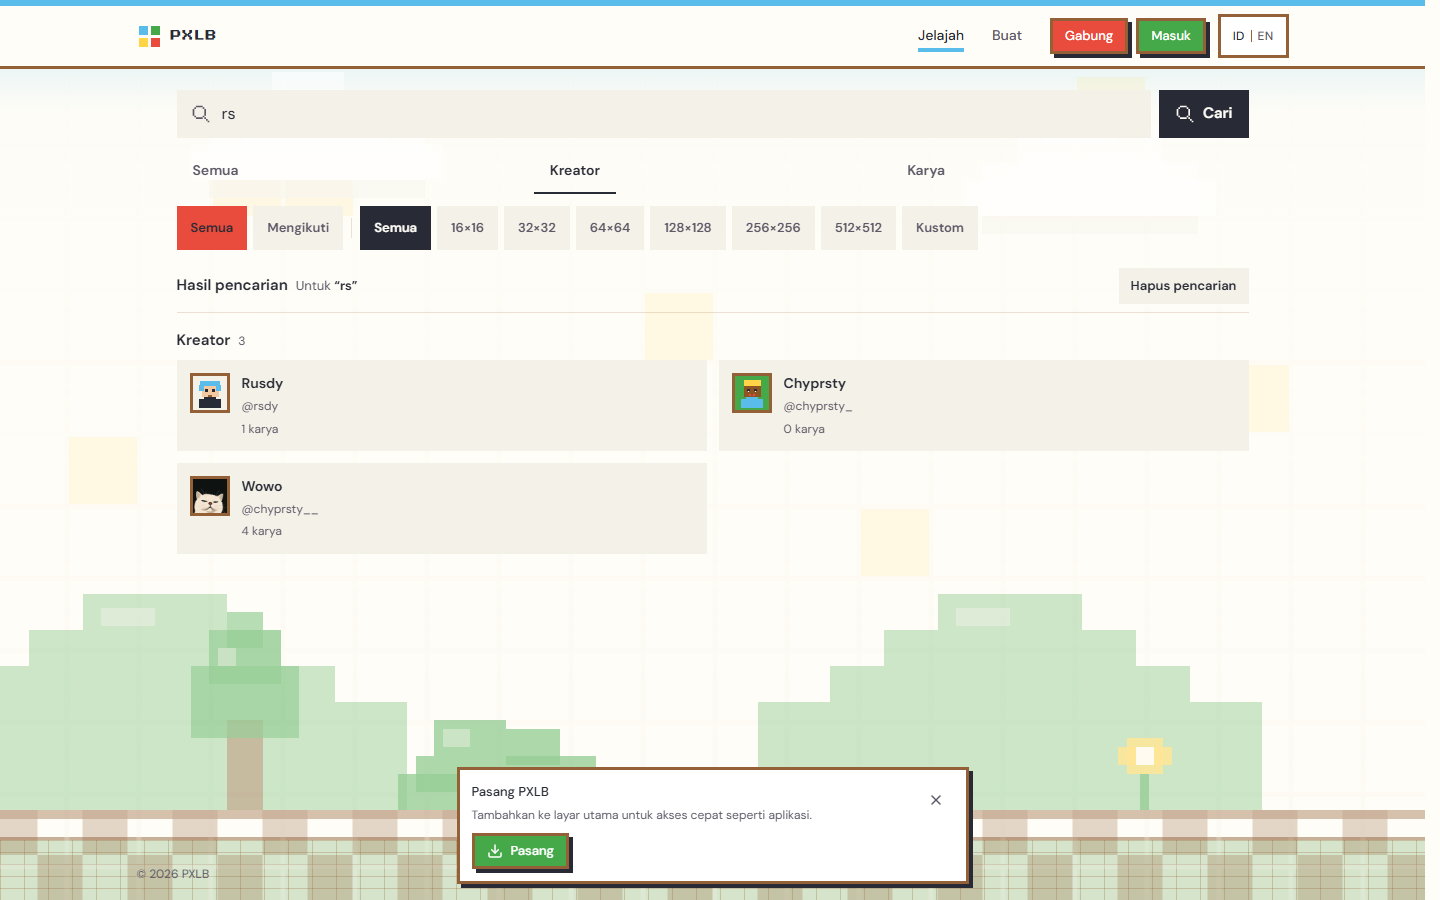 PXLB
Jelajah
Buat
Gabung
Masuk
ID | EN
rs
Cari
Semua
Kreator
Karya
Semua
Mengikuti
Semua
16×16
32×32
64×64
128×128
256×256
512×512
Kustom
Hasil pencarian Untuk “rs”
Hapus pencarian
Kreator 3
Rusdy
@rsdy
1 karya
Chyprsty
@chyprsty_
0 karya
Wowo
@chyprsty__
4 karya
Pasang PXLB
Tambahkan ke layar utama untuk akses cepat seperti aplikasi.
Pasang
© 2026 PXLB